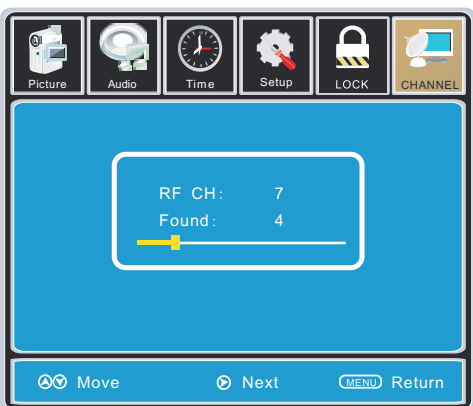 Picture Audio Time Setup LOCK CHANNEL
RF CH: 7
Found: 4
Move Next MENU Return